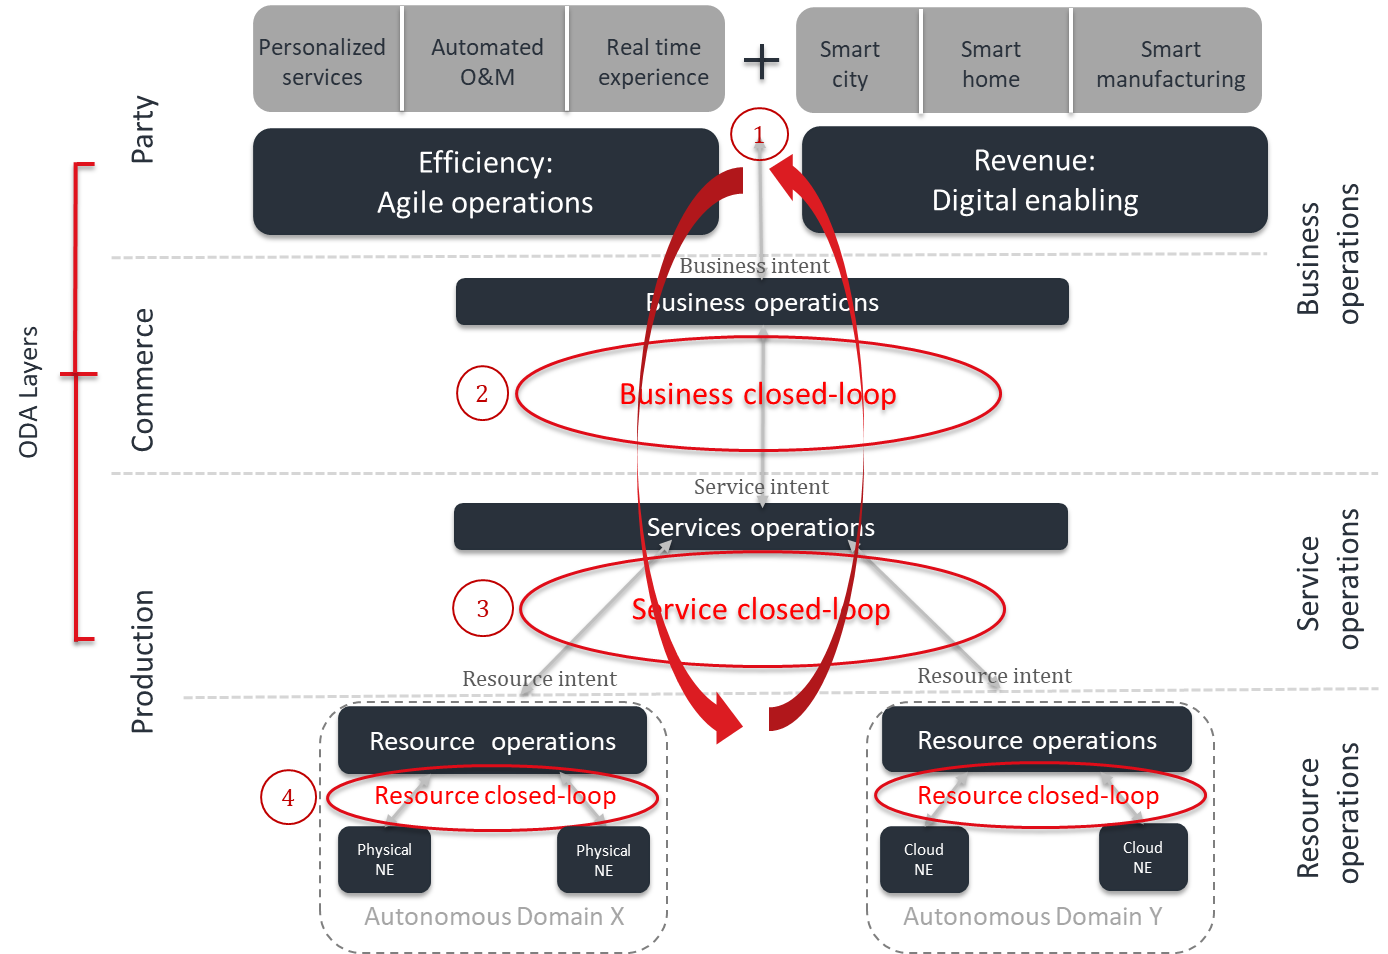 Personalized
services
Automated
O&M
Real time
experience
+
Smart
city
Smart
home
Smart
manufacturing
Party
1
Efficiency:
Agile operations
Revenue:
Digital enabling
Business
operations
Business intent
Business operations
ODA Layers
Commerce
2
Business closed-loop
Service intent
Services operations
Service
operations
3
Service closed-loop
Production
Resource intent
Resource intent
Resource operations
Resource operations
Resource
operations
4
Resource closed-loop
Resource closed-loop
Physical
NE
Physical
NE
Cloud
NE
Cloud
NE
Autonomous Domain X
Autonomous Domain Y